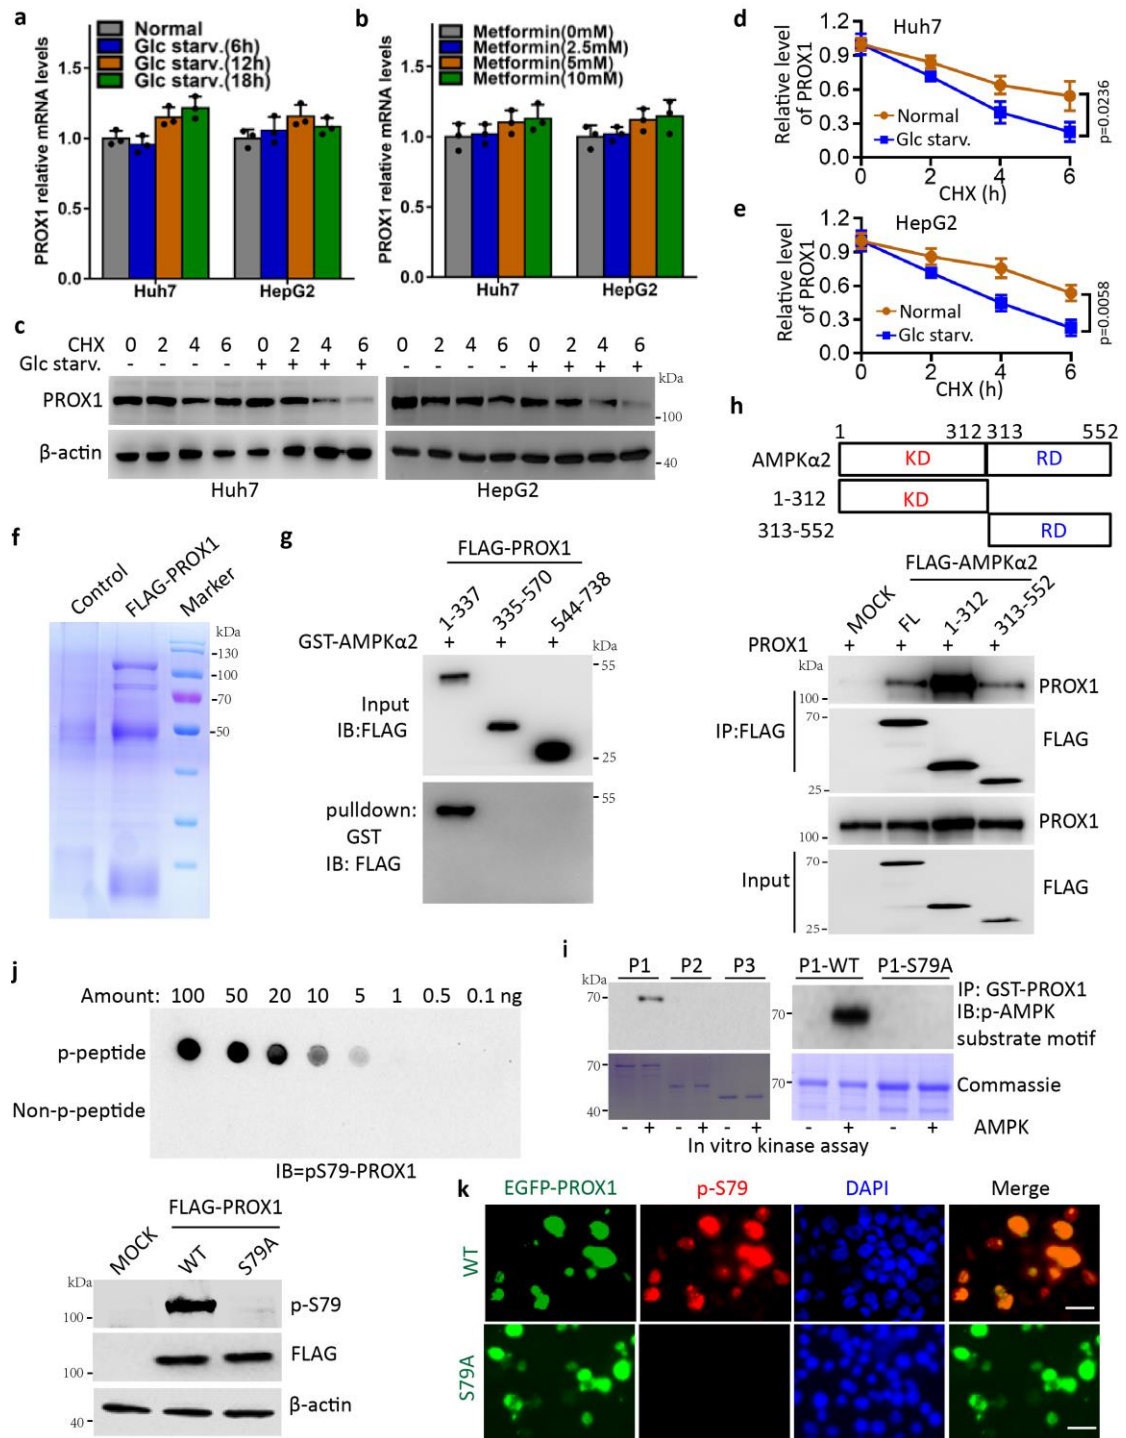 a
Normal
Glc starv.(6h)
Glc starv.(12h)
Glc starv.(18h)
PROX1 relative mRNA levels
1.5
1.0
0.5
0.0
Huh7 HepG2
b
Metformin(0mM)
Metformin(2.5mM)
Metformin(5mM)
Metformin(10mM)
PROX1 relative mRNA levels
1.5
1.0
0.5
0.0
Huh7 HepG2
c
CHX 0 2 4 6 0 2 4 6 0 2 4 6 0 2 4 6
Glc starv. - - - - + + + + - - - - + + + +
kDa
PROX1
-100
β-actin
- 40
Huh7 HepG2
d
Huh7
Relative level
of PROX1
1.2
0.9
0.6
0.3
0.0
Normal
Glc starv.
p=0.0236
0 2 4 6
CHX (h)
e
HepG2
Relative level
of PROX1
1.2
0.9
0.6
0.3
0.0
Normal
Glc starv.
p=0.0058
0 2 4 6
CHX (h)
f
Control
FLAG-PROX1
Marker
kDa
-130
-100
-70
-50
g
FLAG-PROX1
1-337
335-570
544-738
GST-AMPKα2 + + +
-55
Input
IB:FLAG
- 25
pulldown:
GST
IB: FLAG
-55
- 25
h
1 312 313 552
AMPKα2 KD RD
1-312 KD
313-552 RD
FLAG-AMPKα2
MOCK
FL
1-312
313-552
PROX1 + + + +
kDa
100 -
PROX1
IP:FLAG
70 -
FLAG
25 -
PROX1
100 -
Input
70 -
FLAG
25 -
i
P1 P2 P3 P1-WT P1-S79A
kDa
70 -
70-
IP: GST-PROX1
IB:p-AMPK
substrate motif
70 -
70-
Commassie
40 -
- + - + - + - + - + AMPK
In vitro kinase assay
j
Amount: 100 50 20 10 5 1 0.5 0.1 ng
p-peptide
Non-p-peptide
IB=pS79-PROX1
FLAG-PROX1
MOCK
WT
S79A
kDa
p-S79
100 -
FLAG
100 -
β-actin
40 -
k
EGFP-PROX1 p-S79 DAPI Merge
WT
S79A